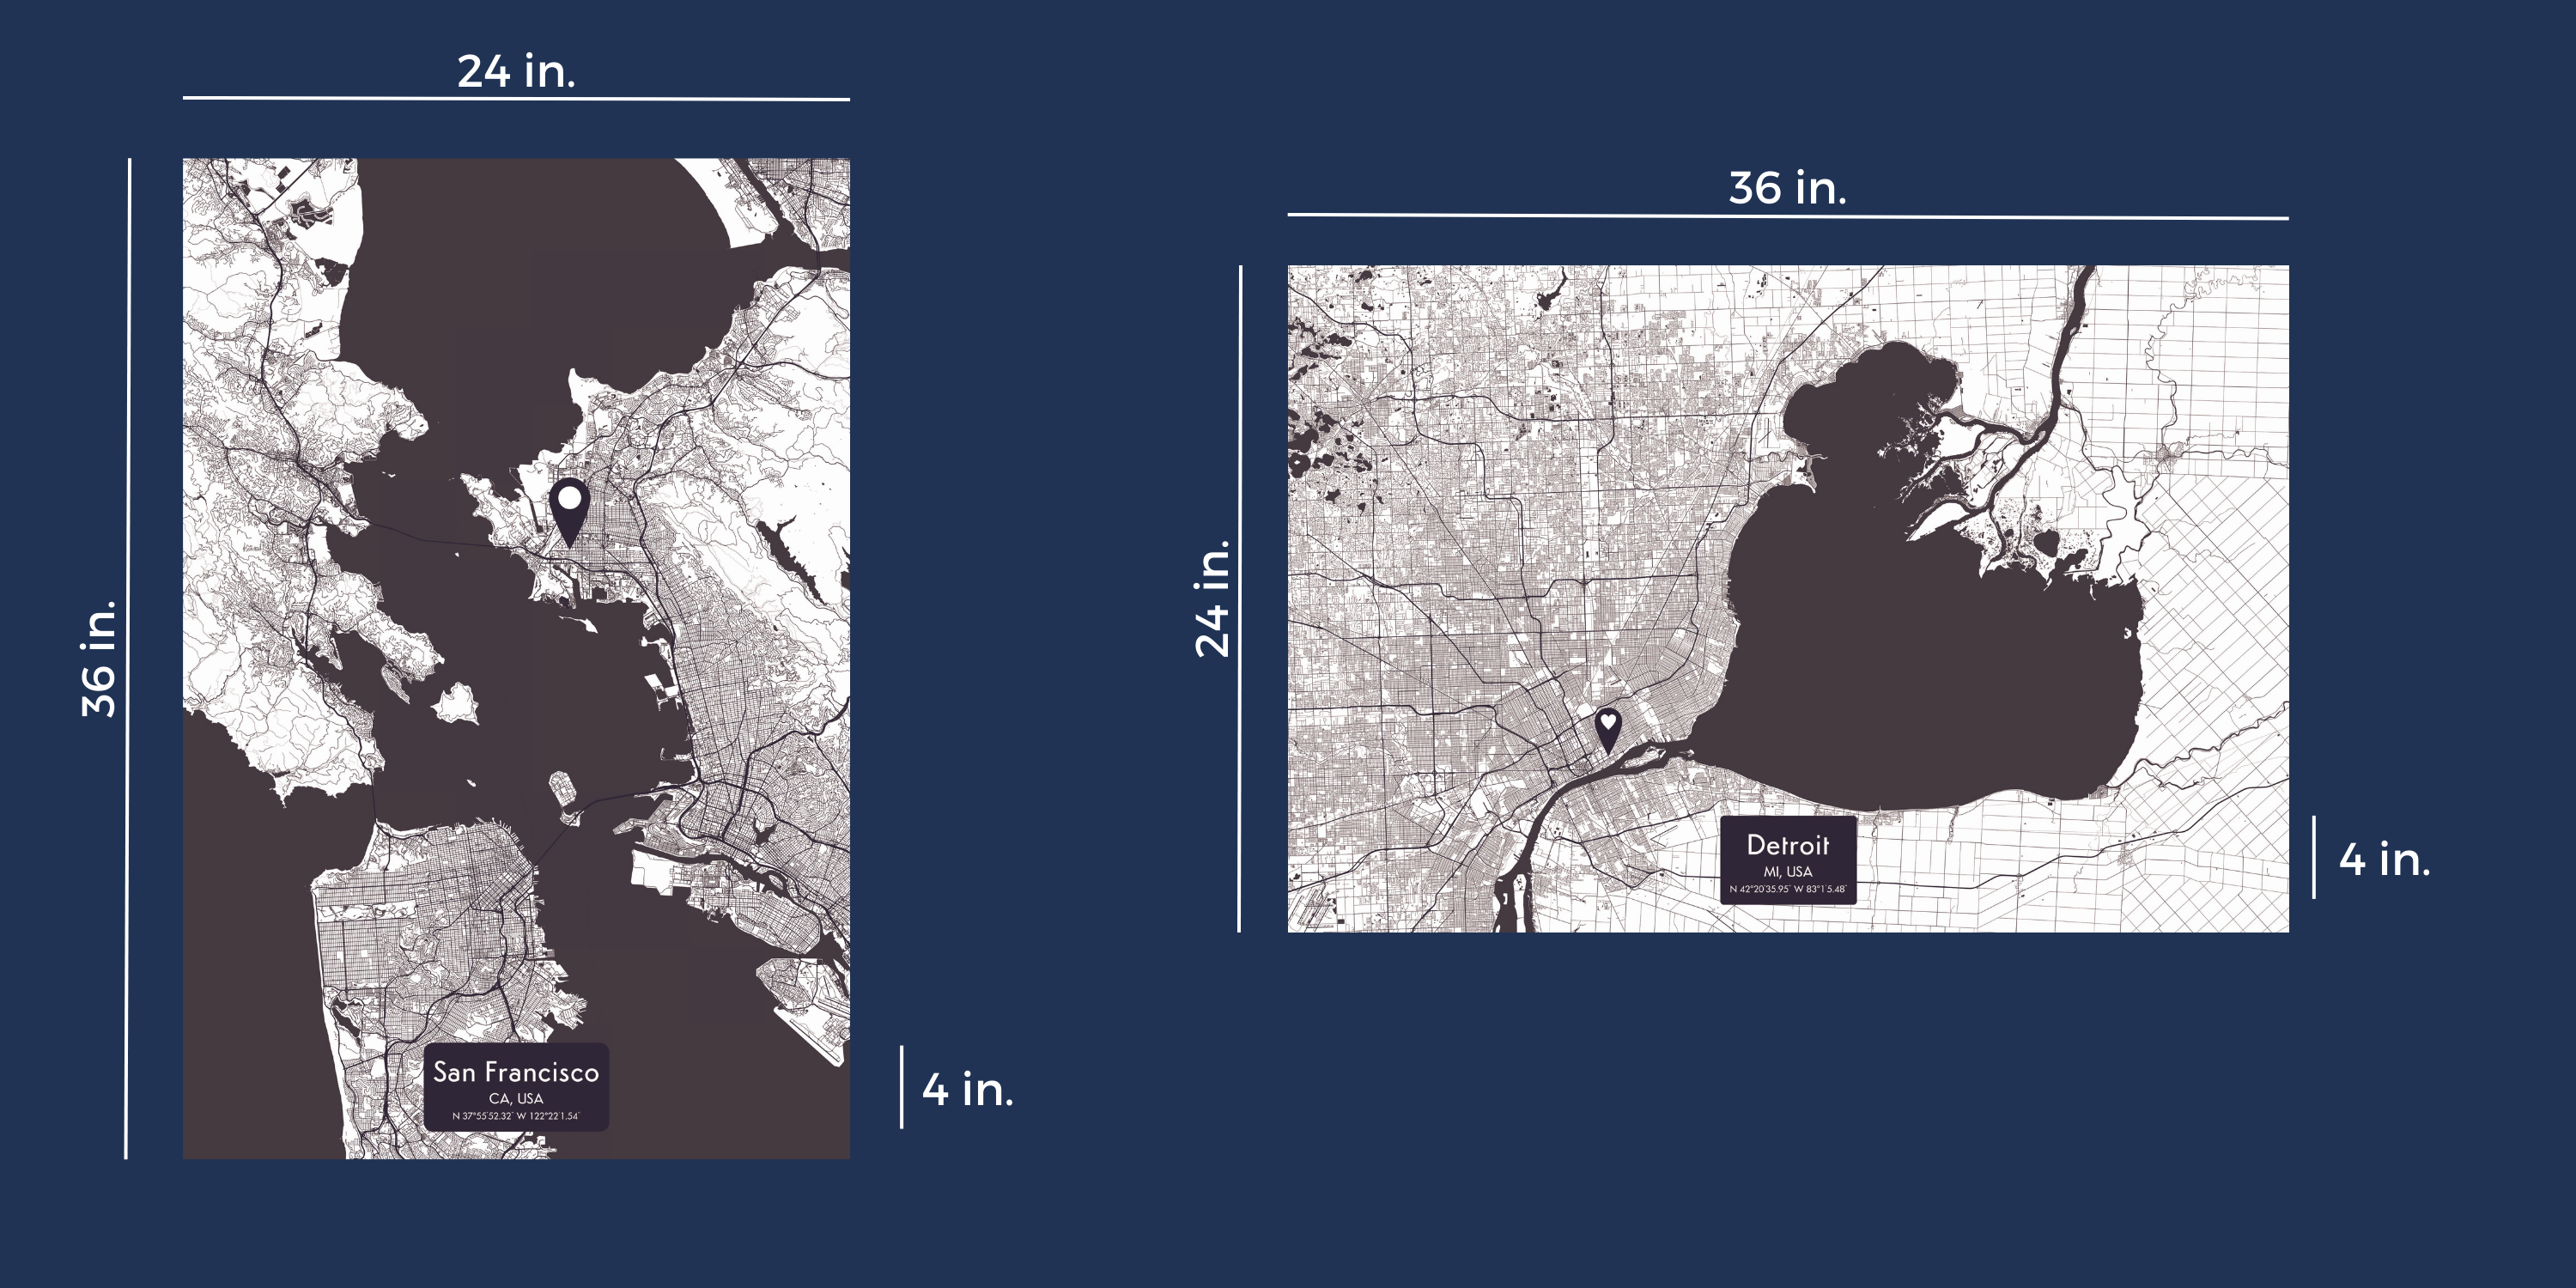 24 in.
36 in.
San Francisco
CA, USA
N 37°55'52.32" W 122°22'1.54"
4 in.
36 in.
24 in.
Detroit
MI, USA
N 42°20'35.95" W 83°1'5.48"
4 in.